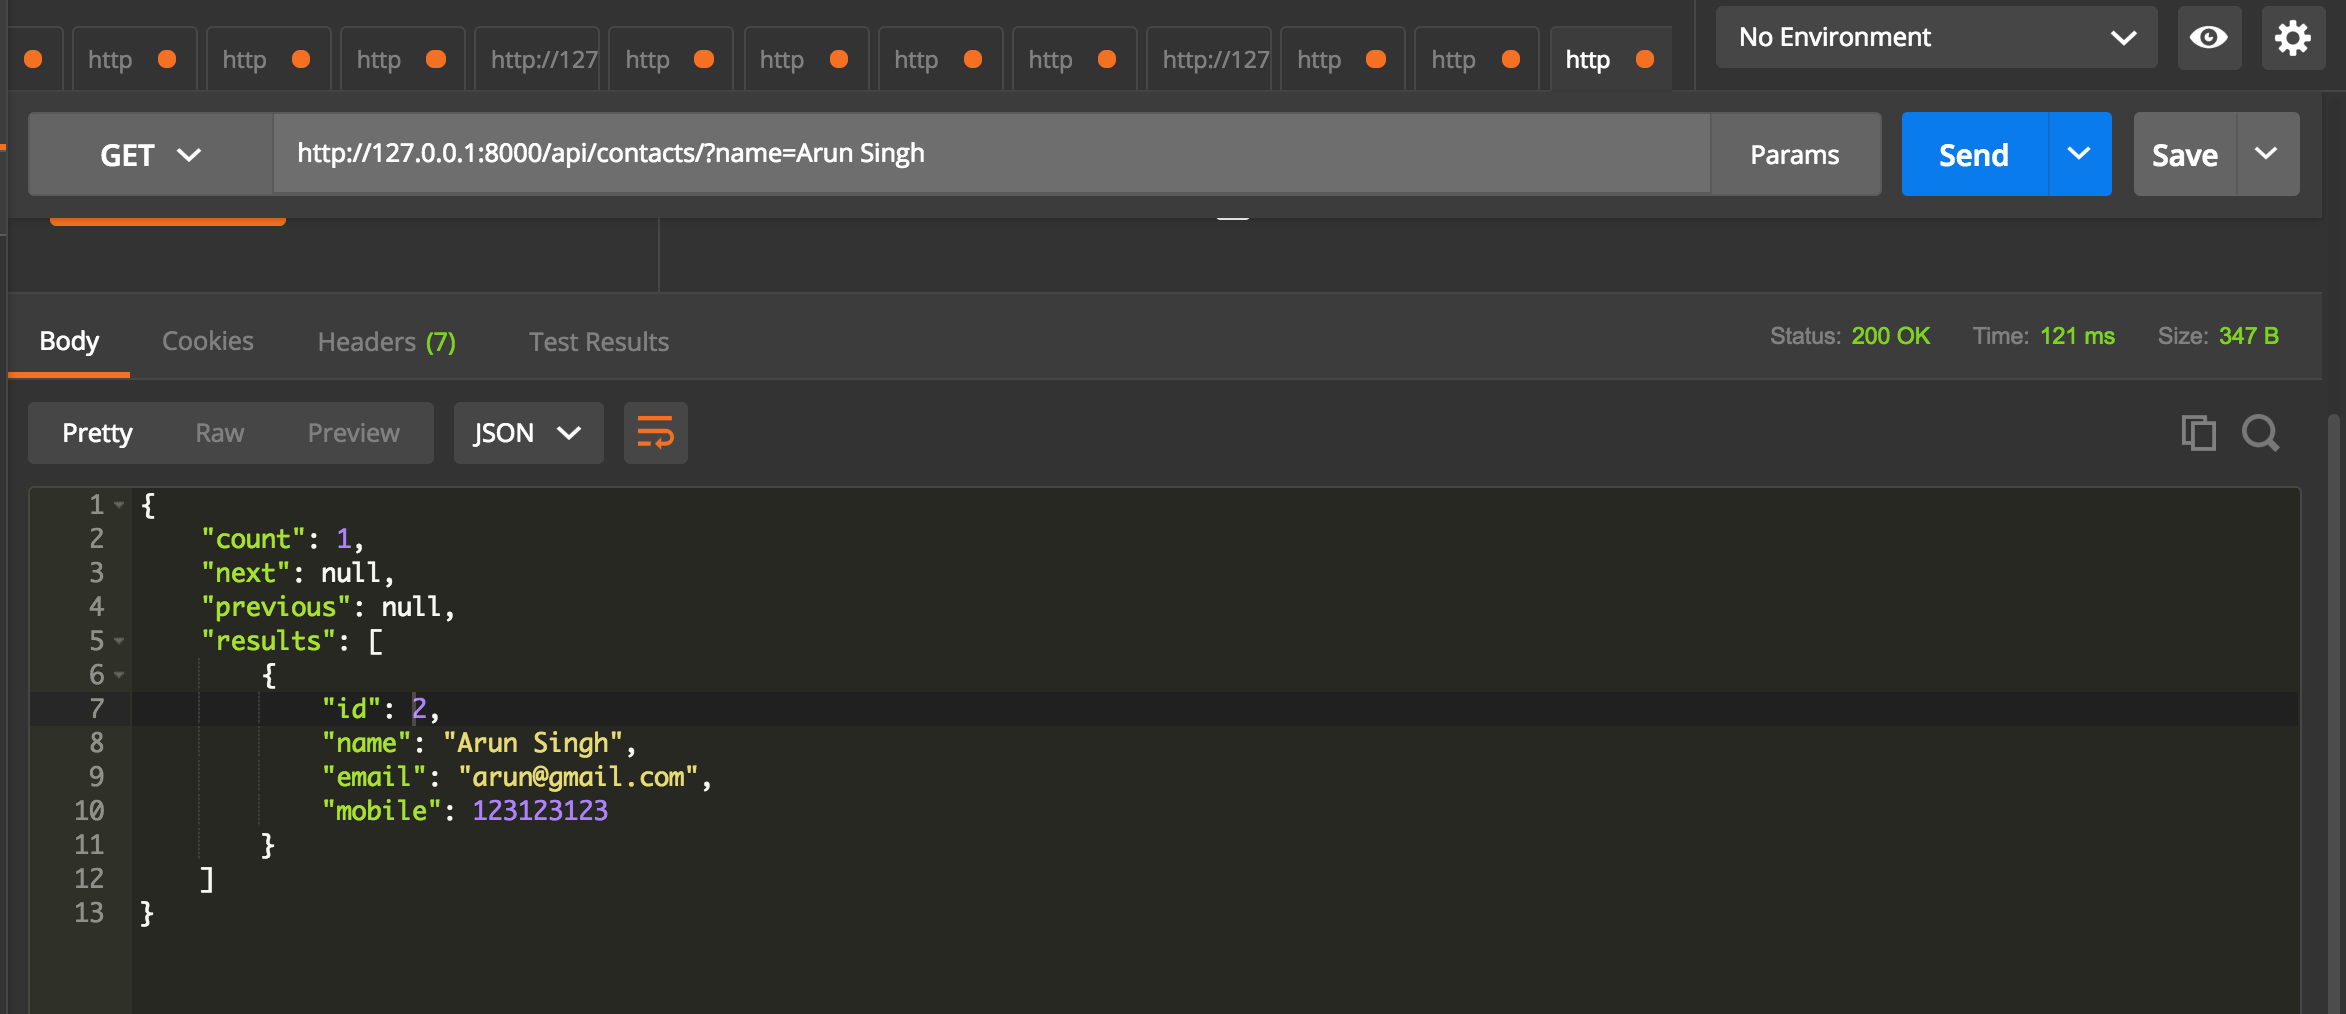 http http http http://127 http http http http http://127 http http http No Environment
GET http://127.0.0.1:8000/api/contacts/?name=Arun Singh Params Send Save
Body Cookies Headers (7) Test Results Status: 200 OK Time: 121 ms Size: 347 B
Pretty Raw Preview JSON
1 {
2 "count": 1,
3 "next": null,
4 "previous": null,
5 "results": [
6 {
7 "id": 2,
8 "name": "Arun Singh",
9 "email": "arun@gmail.com",
10 "mobile": 123123123
11 }
12 ]
13 }